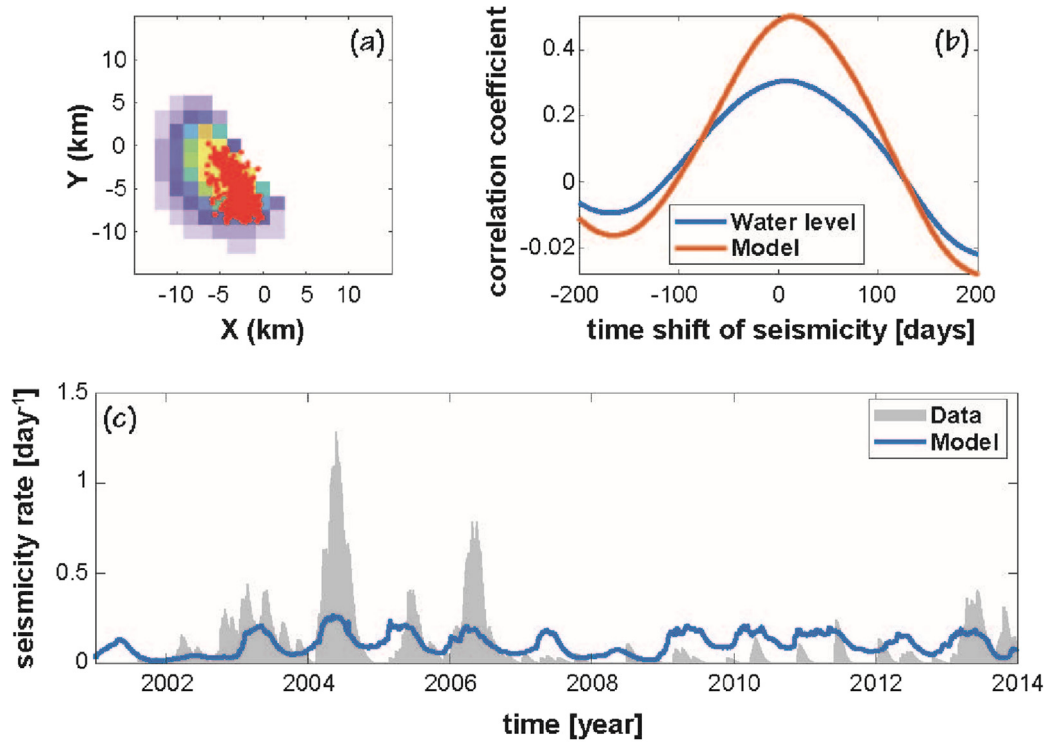 (a)
10
5
0
-5
-10
Y (km)
-10 -5 0 5 10
X (km)
(b)
0.4
0.2
0
-0.02
correlation coefficient
Water level
Model
-200 -100 0 100 200
time shift of seismicity [days]
(c)
1.5
1
0.5
0
seismicity rate [day-1]
Data
Model
2002 2004 2006 2008 2010 2012 2014
time [year]